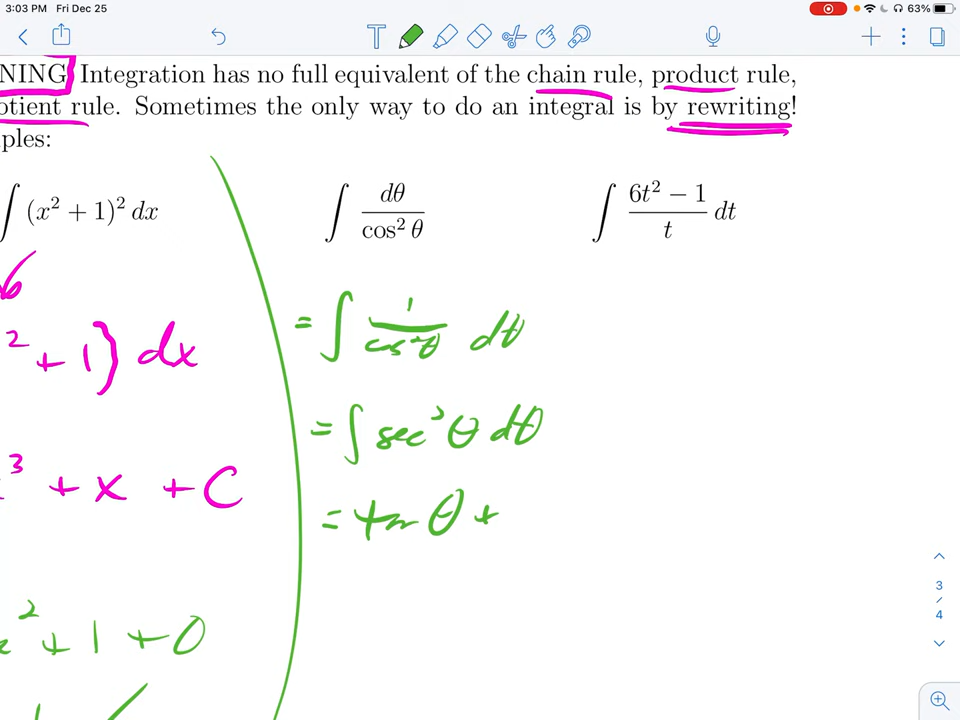 3:03 PM Fri Dec 25
63%
NING Integration has no full equivalent of the chain rule, product rule,
otient rule. Sometimes the only way to do an integral is by rewriting!
ples:
∫ (x² + 1)² dx
∫ dθ / cos² θ
∫ (6t² − 1) / t dt
² + 1} dx
³ + x + C
² + 1 + 0
= ∫ 1 / cos²θ dθ
= ∫ sec²θ dθ
= tan θ +
3
/
4